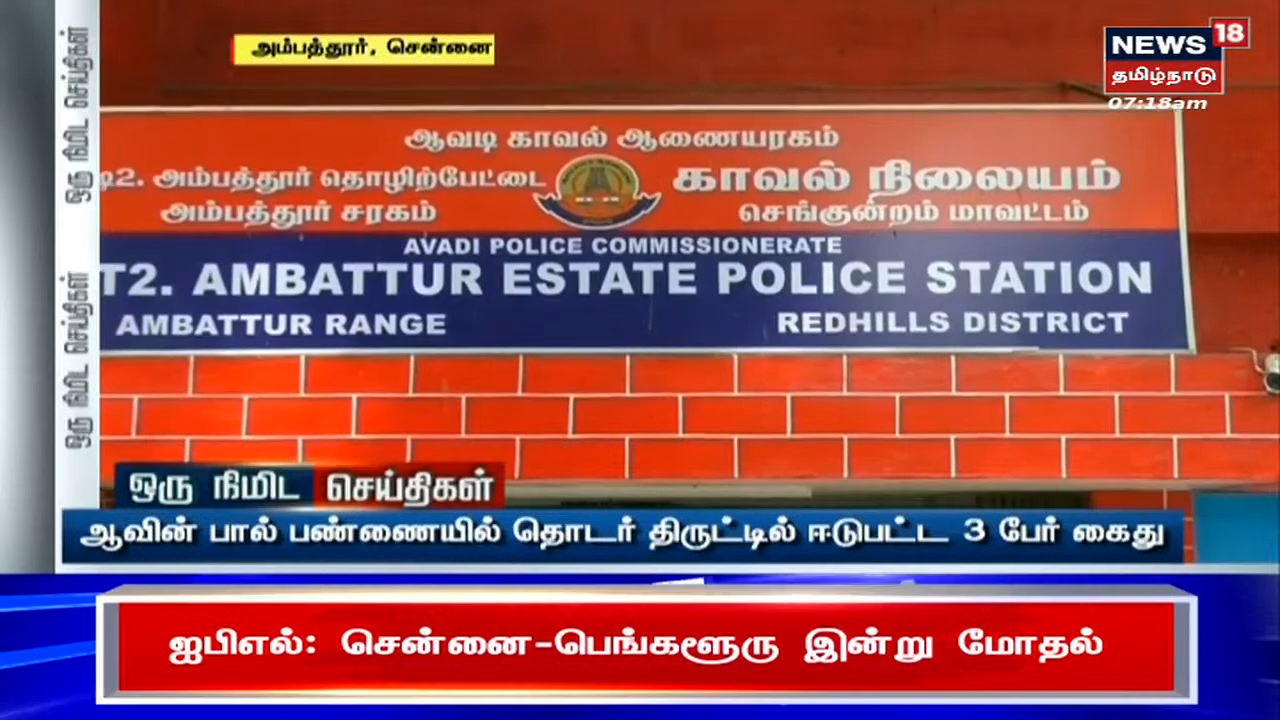 ஒரு நிமிட செய்திகள்
ஒரு நிமிட செய்திகள்
அம்பத்தூர், சென்னை
NEWS 18
தமிழ்நாடு
07:18am
ஆவடி காவல் ஆணையரகம்
டி2. அம்பத்தூர் தொழிற்பேட்டை காவல் நிலையம்
அம்பத்தூர் சரகம் செங்குன்றம் மாவட்டம்
AVADI POLICE COMMISSIONERATE
T2. AMBATTUR ESTATE POLICE STATION
AMBATTUR RANGE REDHILLS DISTRICT
ஒரு நிமிட செய்திகள்
ஆவின் பால் பண்ணையில் தொடர் திருட்டில் ஈடுபட்ட 3 பேர் கைது
ஐபிஎல்: சென்னை-பெங்களூரு இன்று மோதல்